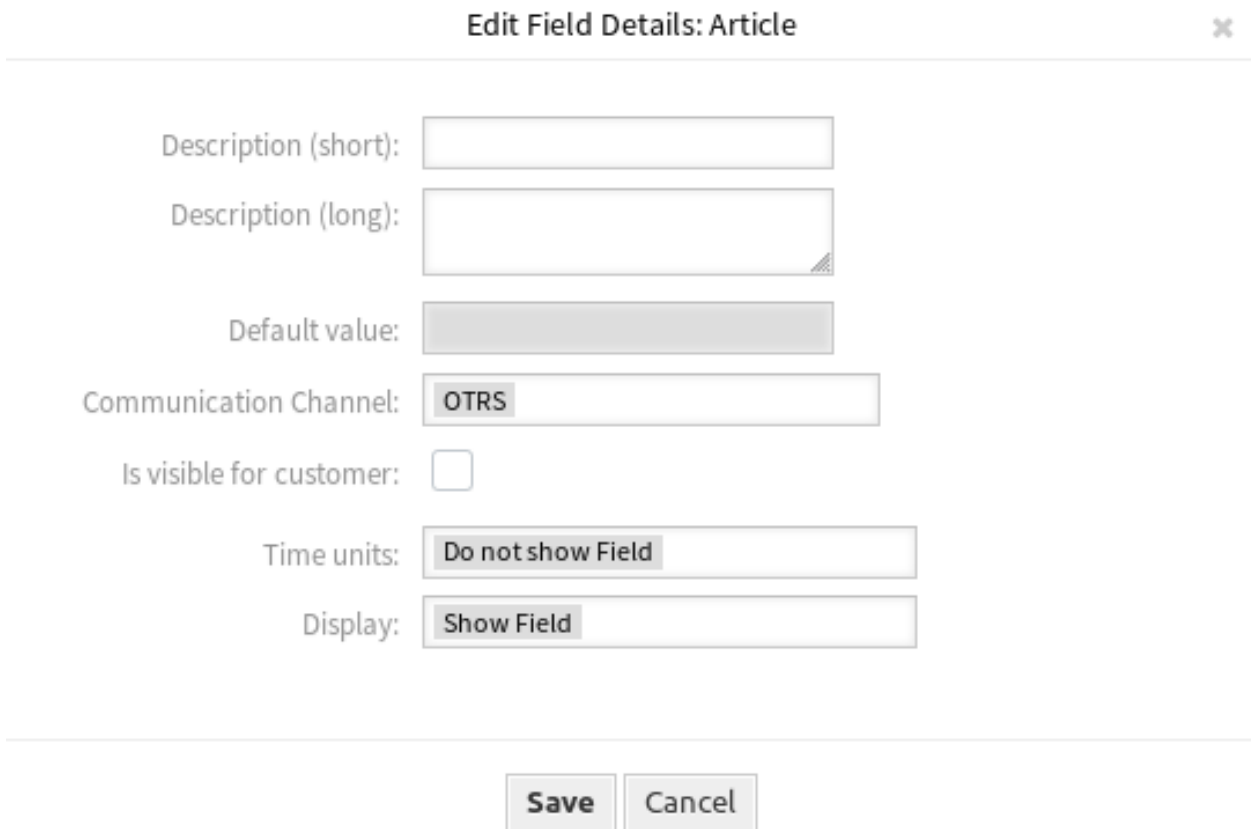 Edit Field Details: Article
Description (short):
Description (long):
Default value:
Communication Channel: OTRS
Is visible for customer:
Time units: Do not show Field
Display: Show Field
Save Cancel